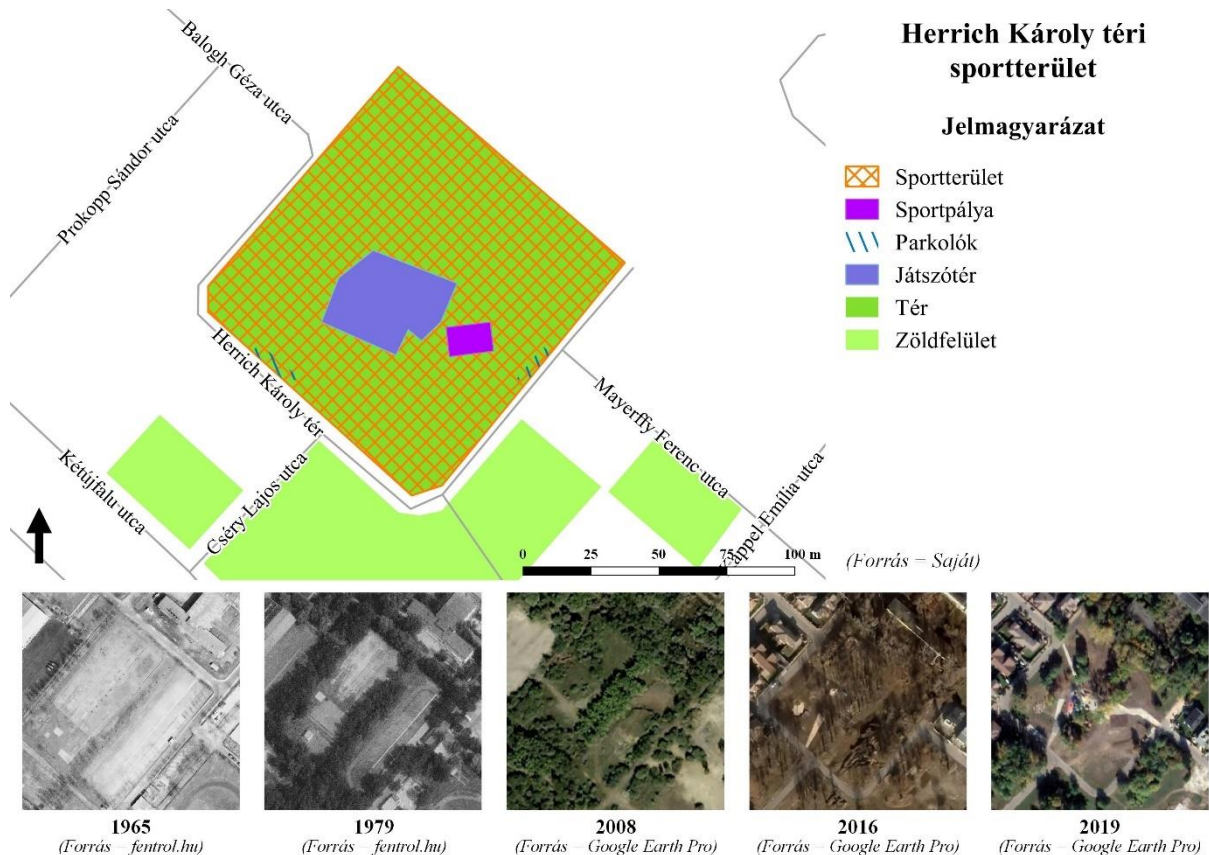 Herrich Károly téri
sportterület
Jelmagyarázat
Sportterület
Sportpálya
Parkolók
Játszótér
Tér
Zöldfelület
Balogh Géza utca
Prokopp Sándor utca
Herrich Károly tér
Mayerffy Ferenc utca
Kétújfalu utca
Cséry Lajos utca
Zappel Emília utca
0 25 50 75 100 m
(Forrás = Saját)
1965
(Forrás – fentrol.hu)
1979
(Forrás – fentrol.hu)
2008
(Forrás – Google Earth Pro)
2016
(Forrás – Google Earth Pro)
2019
(Forrás – Google Earth Pro)